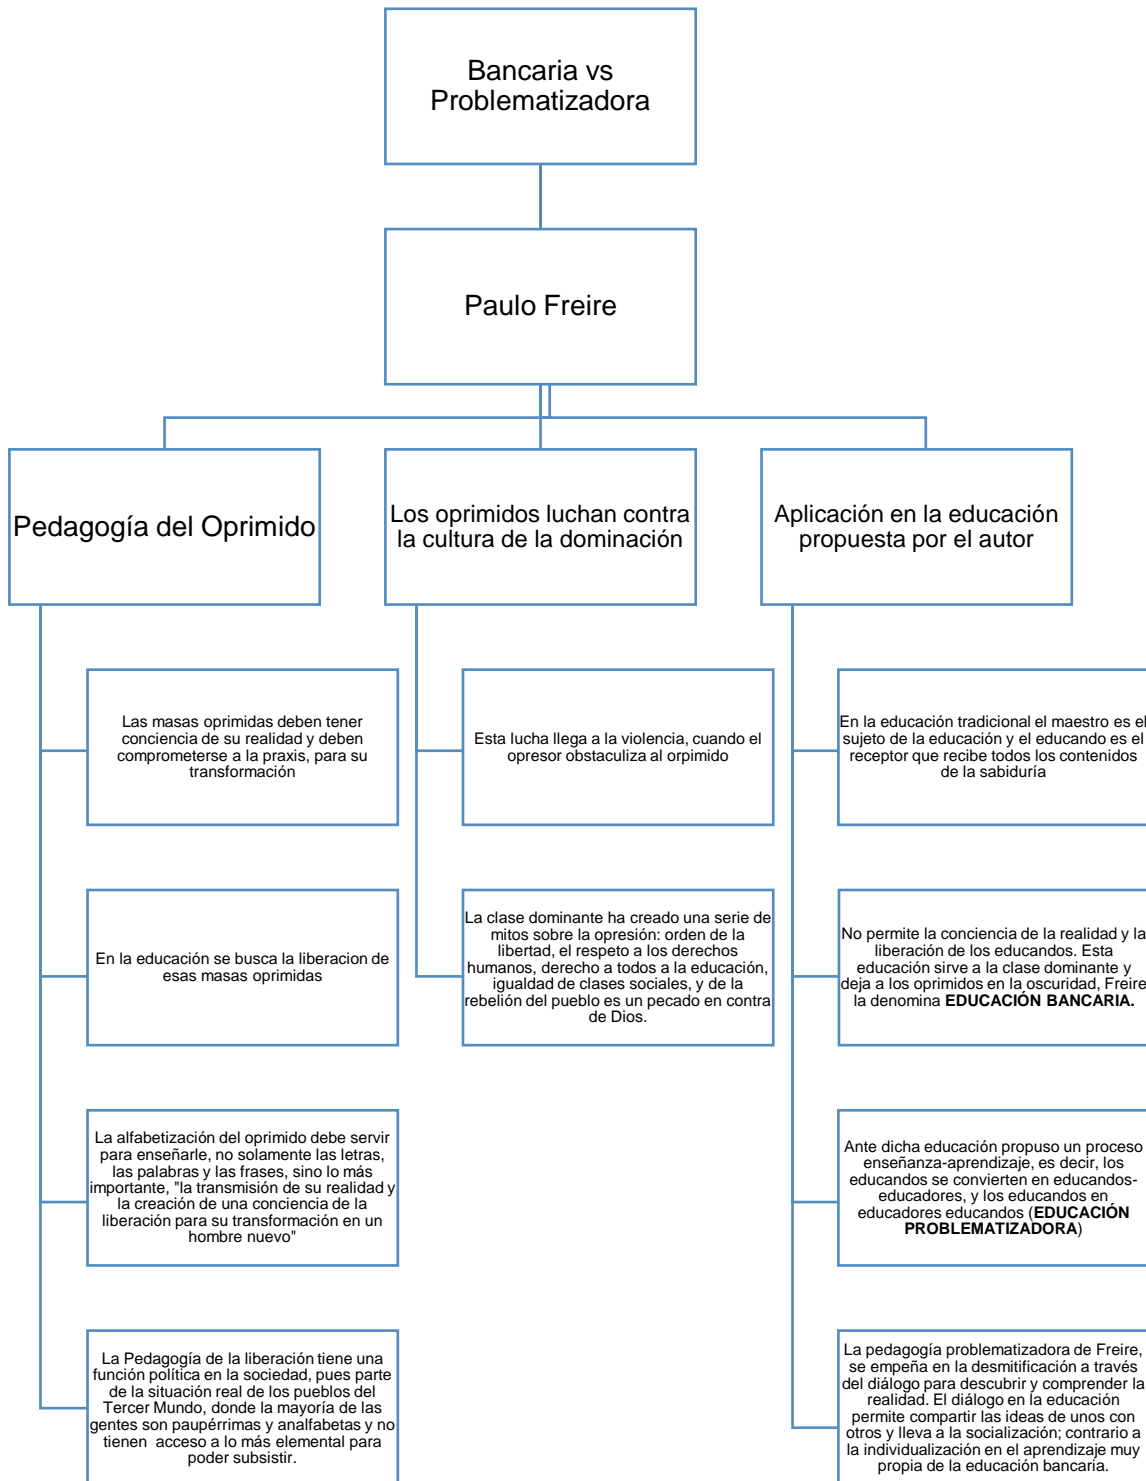 Bancaria vs
Problematizadora
Paulo Freire
Pedagogía del Oprimido
Las masas oprimidas deben tener
conciencia de su realidad y deben
comprometerse a la praxis, para su
transformación
En la educación se busca la liberacion de
esas masas oprimidas
La alfabetización del oprimido debe servir
para enseñarle, no solamente las letras,
las palabras y las frases, sino lo más
importante, "la transmisión de su realidad y
la creación de una conciencia de la
liberación para su transformación en un
hombre nuevo"
La Pedagogía de la liberación tiene una
función política en la sociedad, pues parte
de la situación real de los pueblos del
Tercer Mundo, donde la mayoría de las
gentes son paupérrimas y analfabetas y no
tienen acceso a lo más elemental para
poder subsistir.
Los oprimidos luchan contra
la cultura de la dominación
Esta lucha llega a la violencia, cuando el
opresor obstaculiza al orpimido
La clase dominante ha creado una serie de
mitos sobre la opresión: orden de la
libertad, el respeto a los derechos
humanos, derecho a todos a la educación,
igualdad de clases sociales, y de la
rebelión del pueblo es un pecado en contra
de Dios.
Aplicación en la educación
propuesta por el autor
En la educación tradicional el maestro es el
sujeto de la educación y el educando es el
receptor que recibe todos los contenidos
de la sabiduría
No permite la conciencia de la realidad y la
liberación de los educandos. Esta
educación sirve a la clase dominante y
deja a los oprimidos en la oscuridad, Freire
la denomina EDUCACIÓN BANCARIA.
Ante dicha educación propuso un proceso
enseñanza-aprendizaje, es decir, los
educandos se convierten en educandos-
educadores, y los educandos en
educadores educandos (EDUCACIÓN
PROBLEMATIZADORA)
La pedagogía problematizadora de Freire,
se empeña en la desmitificación a través
del diálogo para descubrir y comprender la
realidad. El diálogo en la educación
permite compartir las ideas de unos con
otros y lleva a la socialización; contrario a
la individualización en el aprendizaje muy
propia de la educación bancaria.